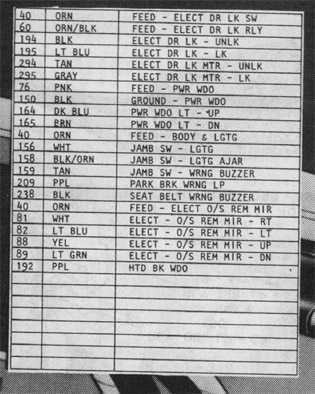 40 ORN FEED - ELECT DR LK SW
60 ORN/BLK FEED - ELECT DR LK RLY
194 BLK ELECT DR LK - UNLK
195 LT BLU ELECT DR LK - LK
294 TAN ELECT DR LK MTR - UNLK
295 GRAY ELECT DR LK MTR - LK
76 PNK FEED - PWR WDO
150 BLK GROUND - PWR WDO
164 DK BLU PWR WDO LT - UP
165 BRN PWR WDO LT - DN
40 ORN FEED - BODY & LGTG
156 WHT JAMB SW - LGTG
158 BLK/ORN JAMB SW - LGTG AJAR
159 TAN JAMB SW - WRNG BUZZER
209 PPL PARK BRK WRNG LP
238 BLK SEAT BELT WRNG BUZZER
40 ORN FEED - ELECT O/S REM MIR
81 WHT ELECT - O/S REM MIR - RT
82 LT BLU ELECT - O/S REM MIR - LT
88 YEL ELECT - O/S REM MIR - UP
89 LT GRN ELECT - O/S REM MIR - DN
192 PPL HTD BK WDO